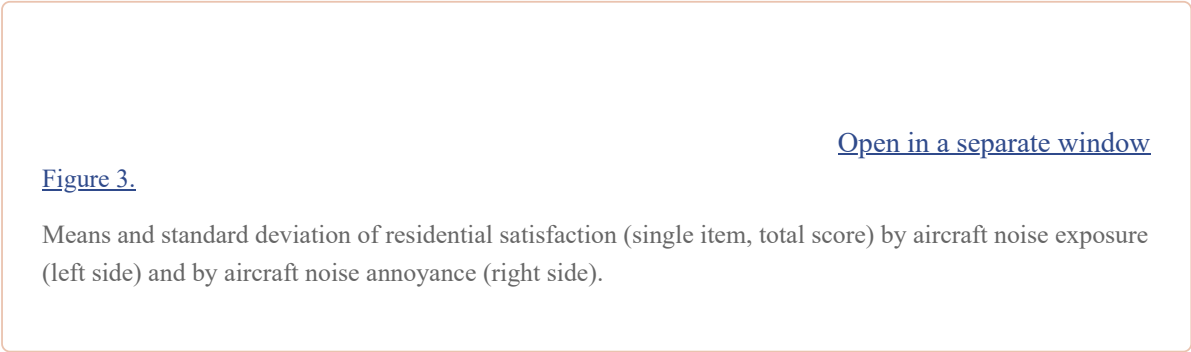 Open in a separate window
Figure 3.
Means and standard deviation of residential satisfaction (single item, total score) by aircraft noise exposure
(left side) and by aircraft noise annoyance (right side).